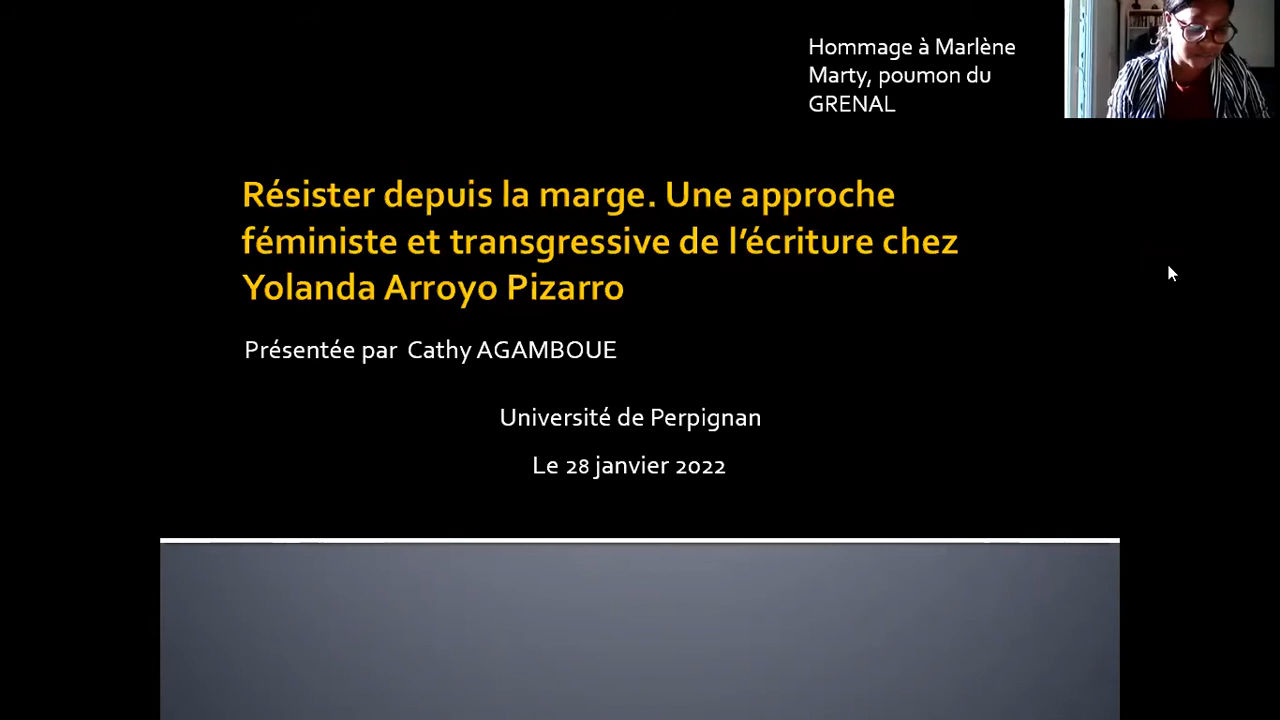 Hommage à Marlène
Marty, poumon du
GRENAL
Résister depuis la marge. Une approche
féministe et transgressive de l’écriture chez
Yolanda Arroyo Pizarro
Présentée par Cathy AGAMBOUE
Université de Perpignan
Le 28 janvier 2022